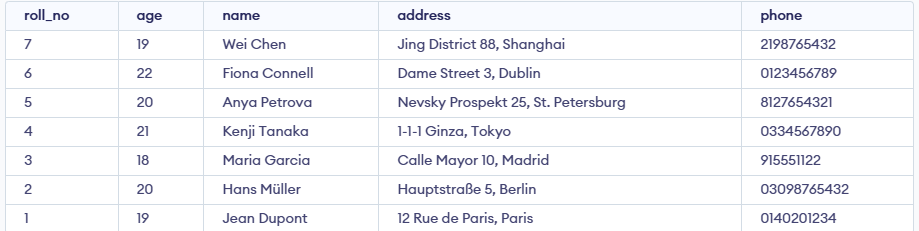 roll_no age name address phone
7 19 Wei Chen Jing District 88, Shanghai 2198765432
6 22 Fiona Connell Dame Street 3, Dublin 0123456789
5 20 Anya Petrova Nevsky Prospekt 25, St. Petersburg 8127654321
4 21 Kenji Tanaka 1-1-1 Ginza, Tokyo 0334567890
3 18 Maria Garcia Calle Mayor 10, Madrid 915551122
2 20 Hans Müller Hauptstraße 5, Berlin 03098765432
1 19 Jean Dupont 12 Rue de Paris, Paris 0140201234